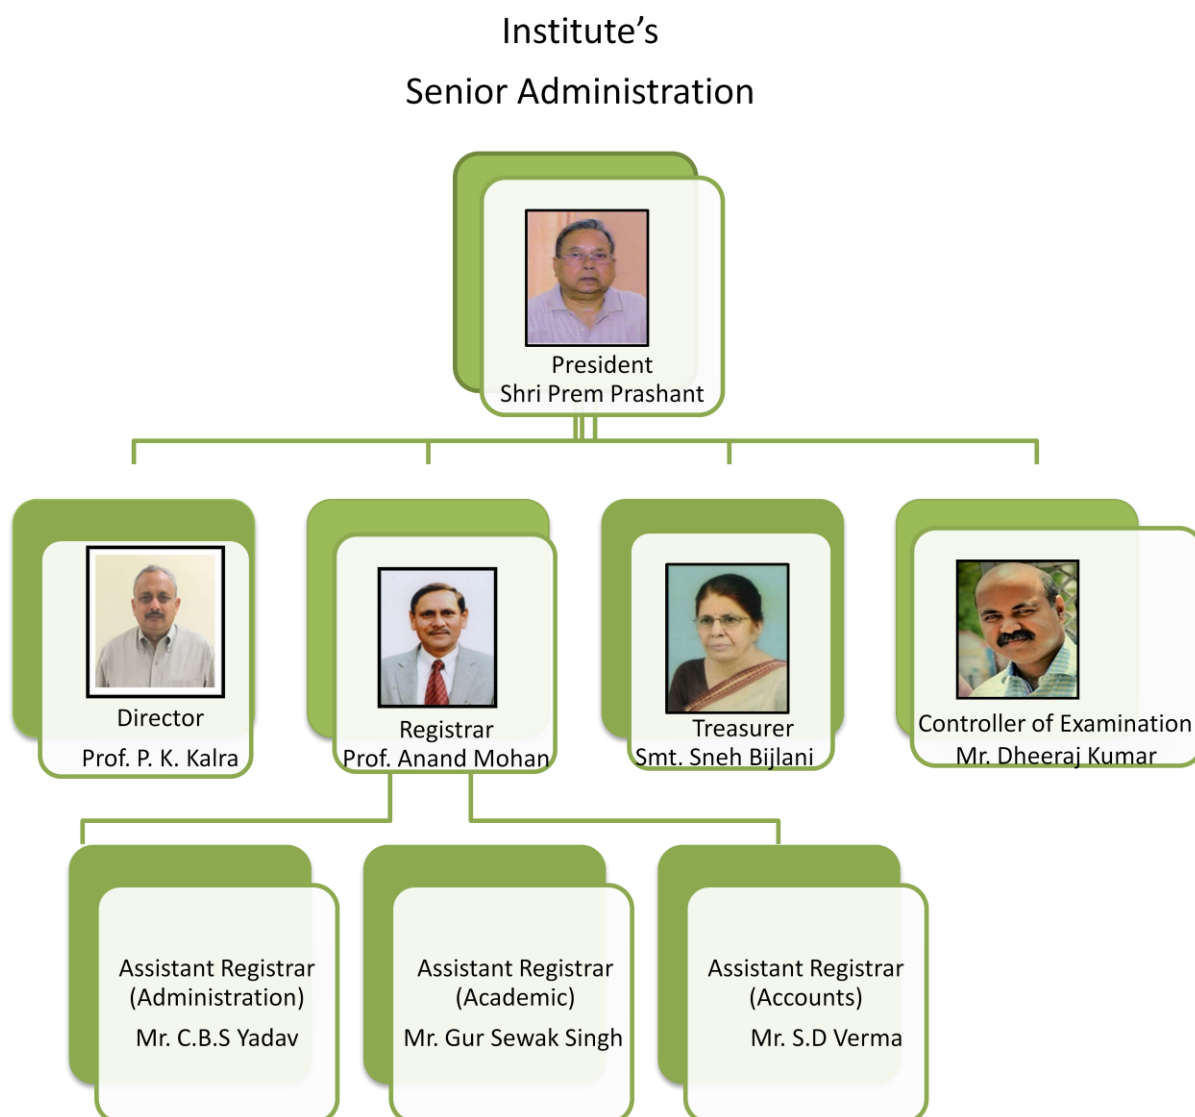 Institute’s
Senior Administration
President
Shri Prem Prashant
Director
Prof. P. K. Kalra
Registrar
Prof. Anand Mohan
Treasurer
Smt. Sneh Bijlani
Controller of Examination
Mr. Dheeraj Kumar
Assistant Registrar
(Administration)
Mr. C.B.S Yadav
Assistant Registrar
(Academic)
Mr. Gur Sewak Singh
Assistant Registrar
(Accounts)
Mr. S.D Verma